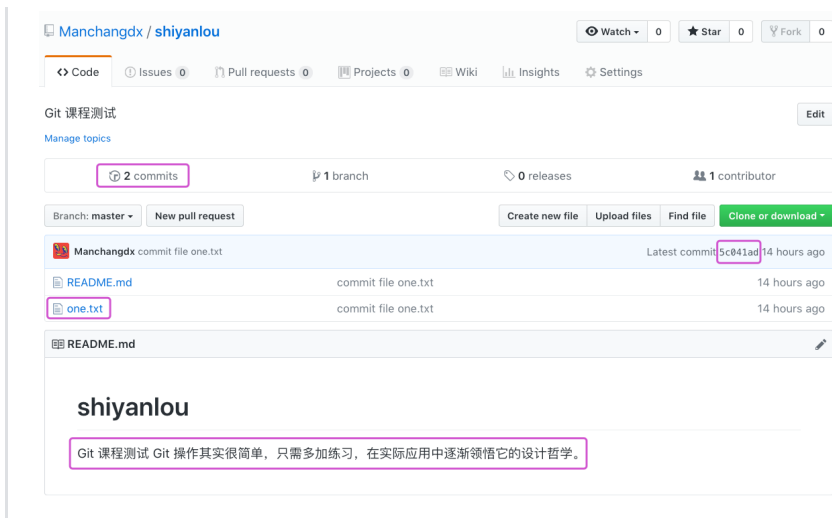 Manchangdx / shiyanlou
Watch 0 Star 0 Fork 0
Code Issues 0 Pull requests 0 Projects 0 Wiki Insights Settings
Git 课程测试 Edit
Manage topics
2 commits 1 branch 0 releases 1 contributor
Branch: master New pull request Create new file Upload files Find file Clone or download
Manchangdx commit file one.txt Latest commit 5c041ad 14 hours ago
README.md commit file one.txt 14 hours ago
one.txt commit file one.txt 14 hours ago
README.md
shiyanlou
Git 课程测试 Git 操作其实很简单，只需多加练习，在实际应用中逐渐领悟它的设计哲学。